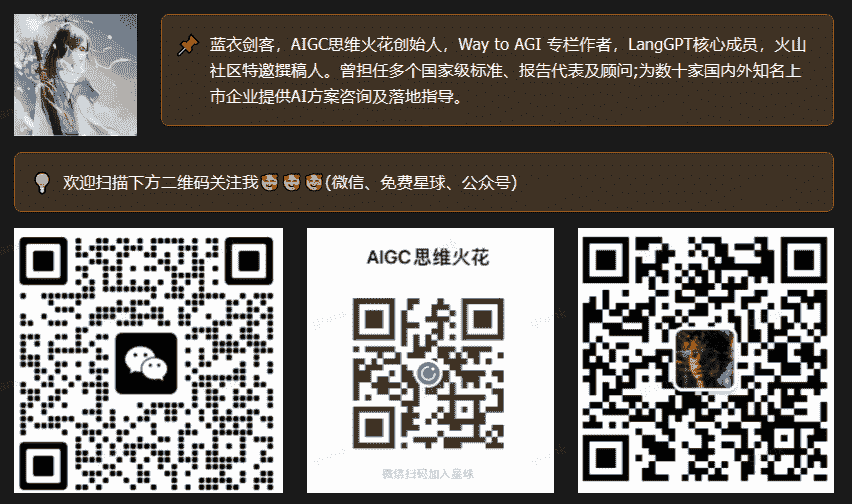 蓝衣剑客，AIGC思维火花创始人，Way to AGI 专栏作者，LangGPT核心成员，火山
社区特邀撰稿人。曾担任多个国家级标准、报告代表及顾问;为数十家国内外知名上
市企业提供AI方案咨询及落地指导。
欢迎扫描下方二维码关注我(微信、免费星球、公众号)
AIGC思维火花
微信扫码加入星球